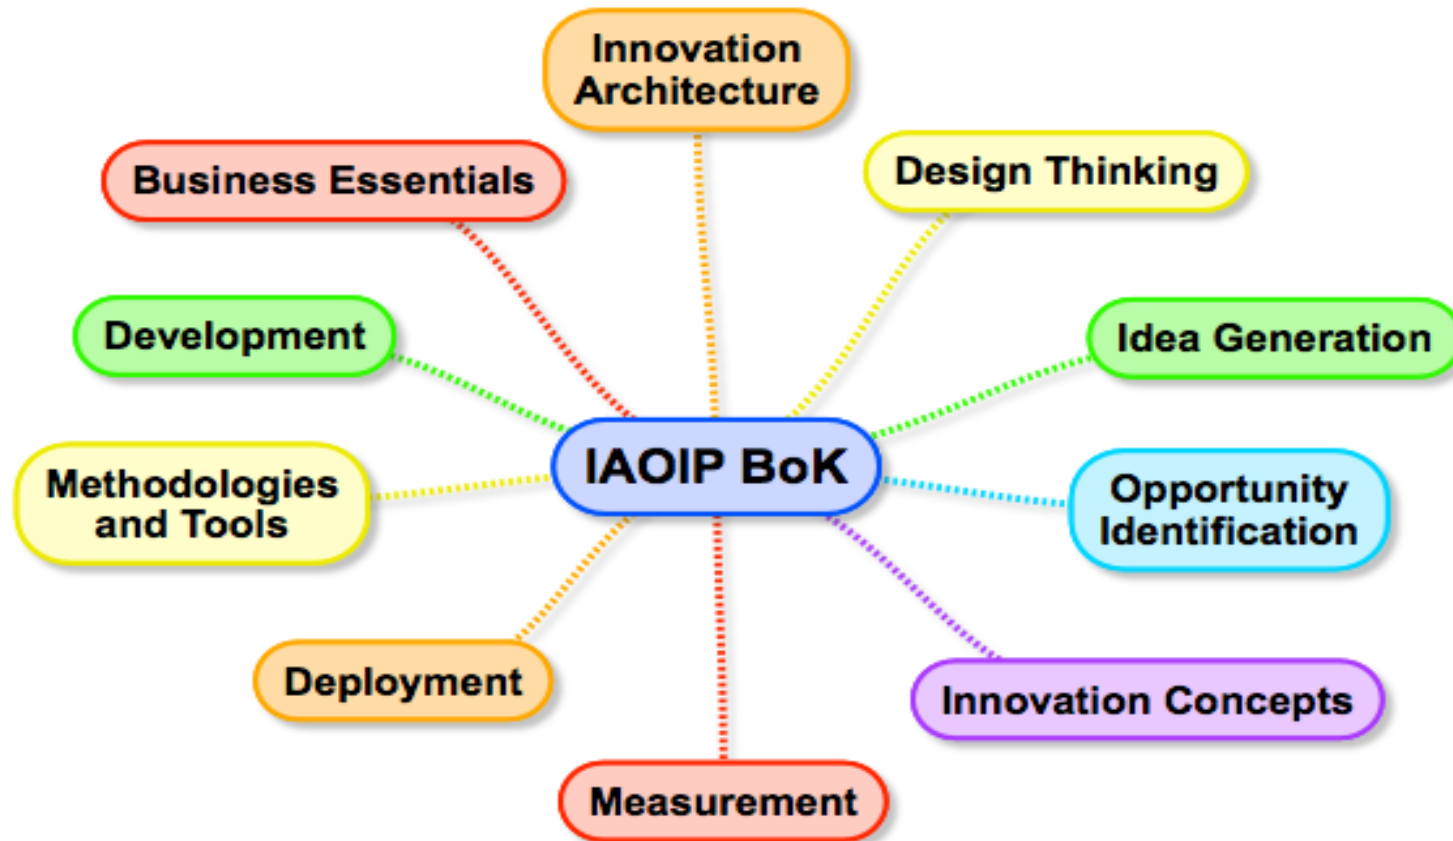 Innovation
Architecture
Design Thinking
Business Essentials
Development
Idea Generation
IAOIP BoK
Methodologies
and Tools
Opportunity
Identification
Deployment
Innovation Concepts
Measurement